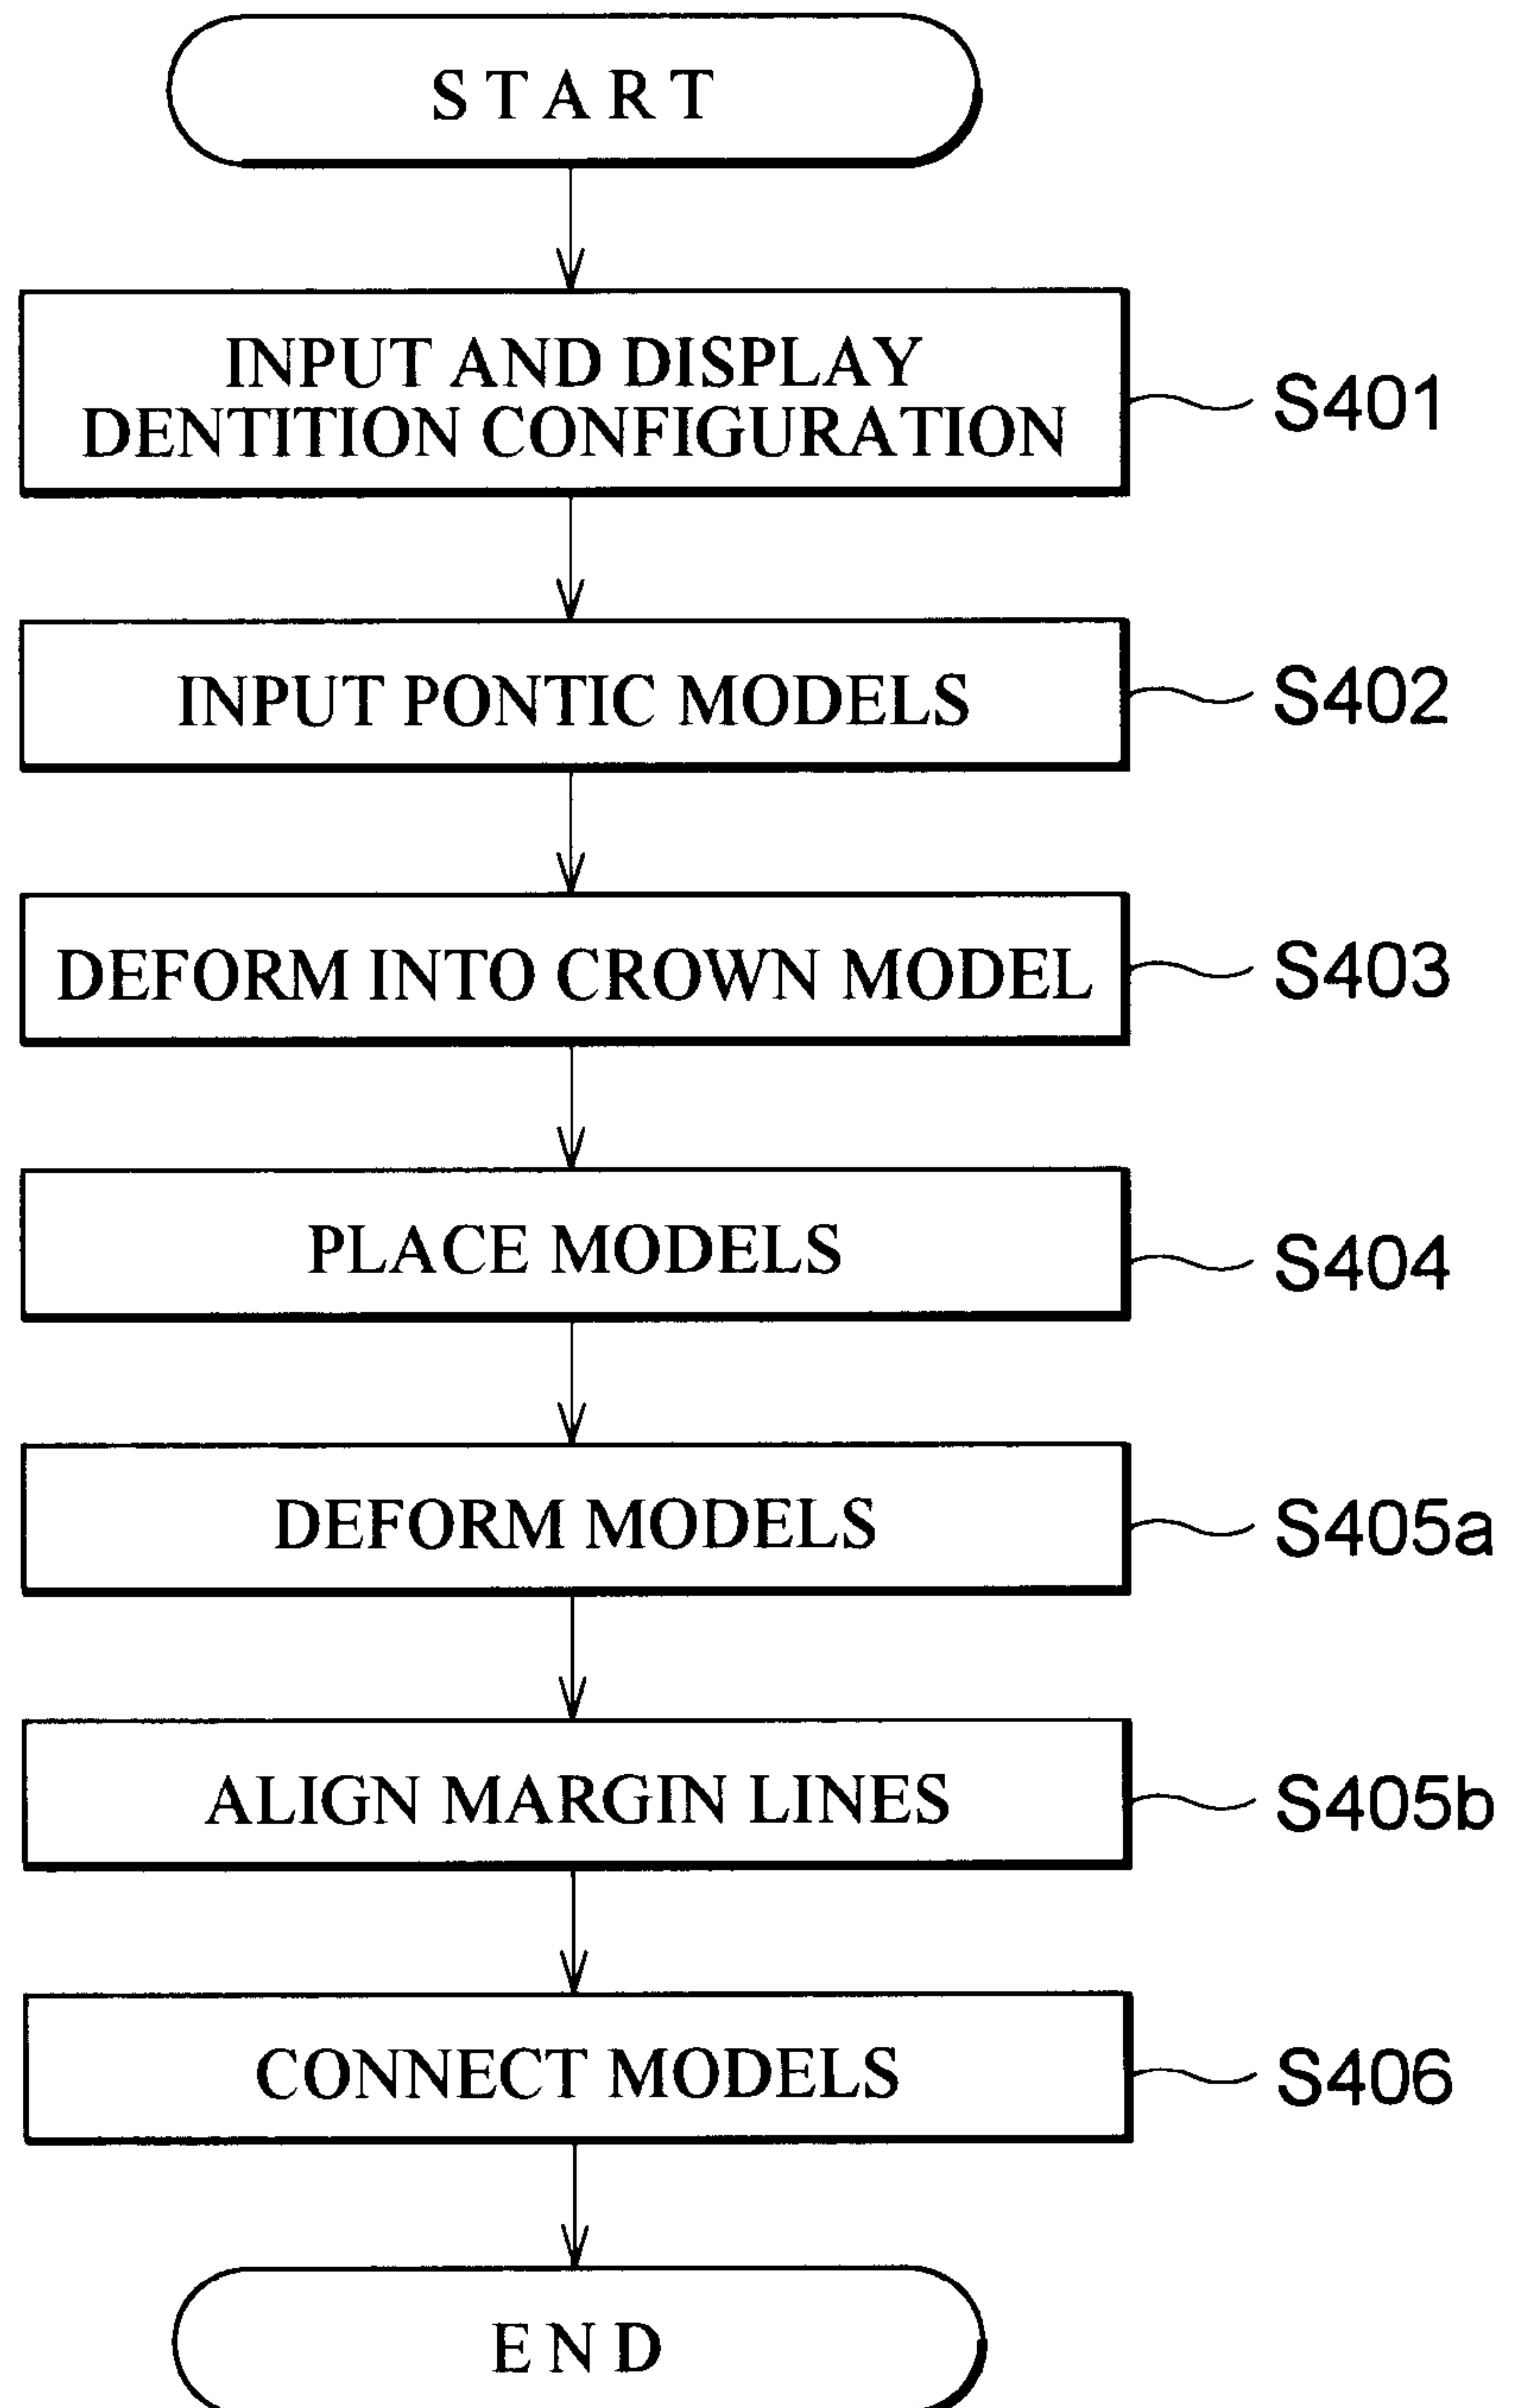 START
INPUT AND DISPLAY
DENTITION CONFIGURATION
S401
INPUT PONTIC MODELS
S402
DEFORM INTO CROWN MODEL
S403
PLACE MODELS
S404
DEFORM MODELS
S405a
ALIGN MARGIN LINES
S405b
CONNECT MODELS
S406
END